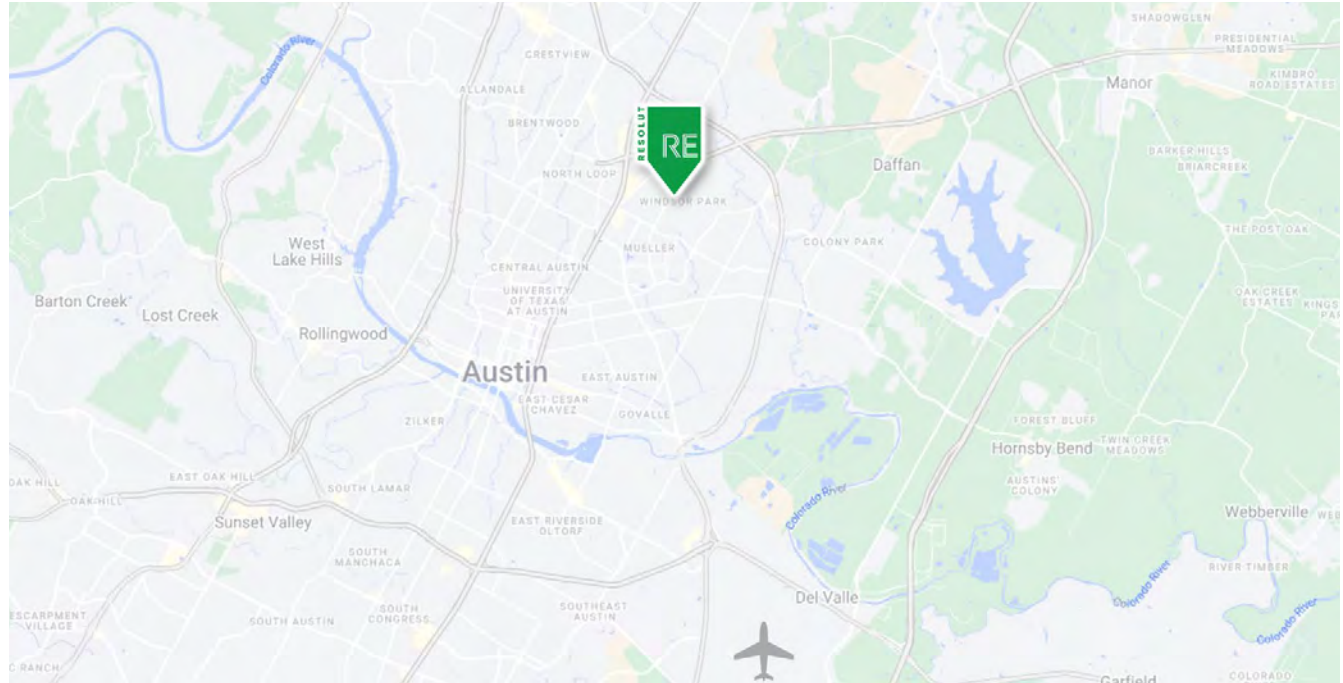 SHADOWGLEN
PRESIDENTIAL
MEADOWS
CRESTVIEW
Colorado River
KIMBRO
ROAD ESTATES
Manor
ALLANDALE
BRENTWOOD
RESOLUT
RE
DARKER HILLS
BRIARCREEK
Daffan
NORTH LOOP
WINDSOR PARK
THE POST OAK
West
Lake Hills
MUELLER
COLONY PARK
CENTRAL AUSTIN
UNIVERSITY
OF TEXAS
AT AUSTIN
OAK CREEK
ESTATES
KINGS
Barton Creek
Lost Creek
Rollingwood
Austin
EAST AUSTIN
EAST CESAR
CHAVEZ
GOVALLE
ZILKER
FOREST BLUFF
Hornsby Bend
TWIN CREEK
MEADOWS
OAK HILL
EAST OAK HILL
OAK HILL
SOUTH LAMAR
AUSTIN'S
COLONY
Colorado River
Sunset Valley
EAST RIVERSIDE
OLTORF
Webberville
WEB
SOUTH
MANCHACA
RIVER TIMBER
Colorado River
Del Valle
ESCARPMENT
VILLAGE
SOUTH AUSTIN
SOUTH
CONGRESS
SOUTHEAST
AUSTIN
Colorado River
C RANCH
Garfield
COLORADO